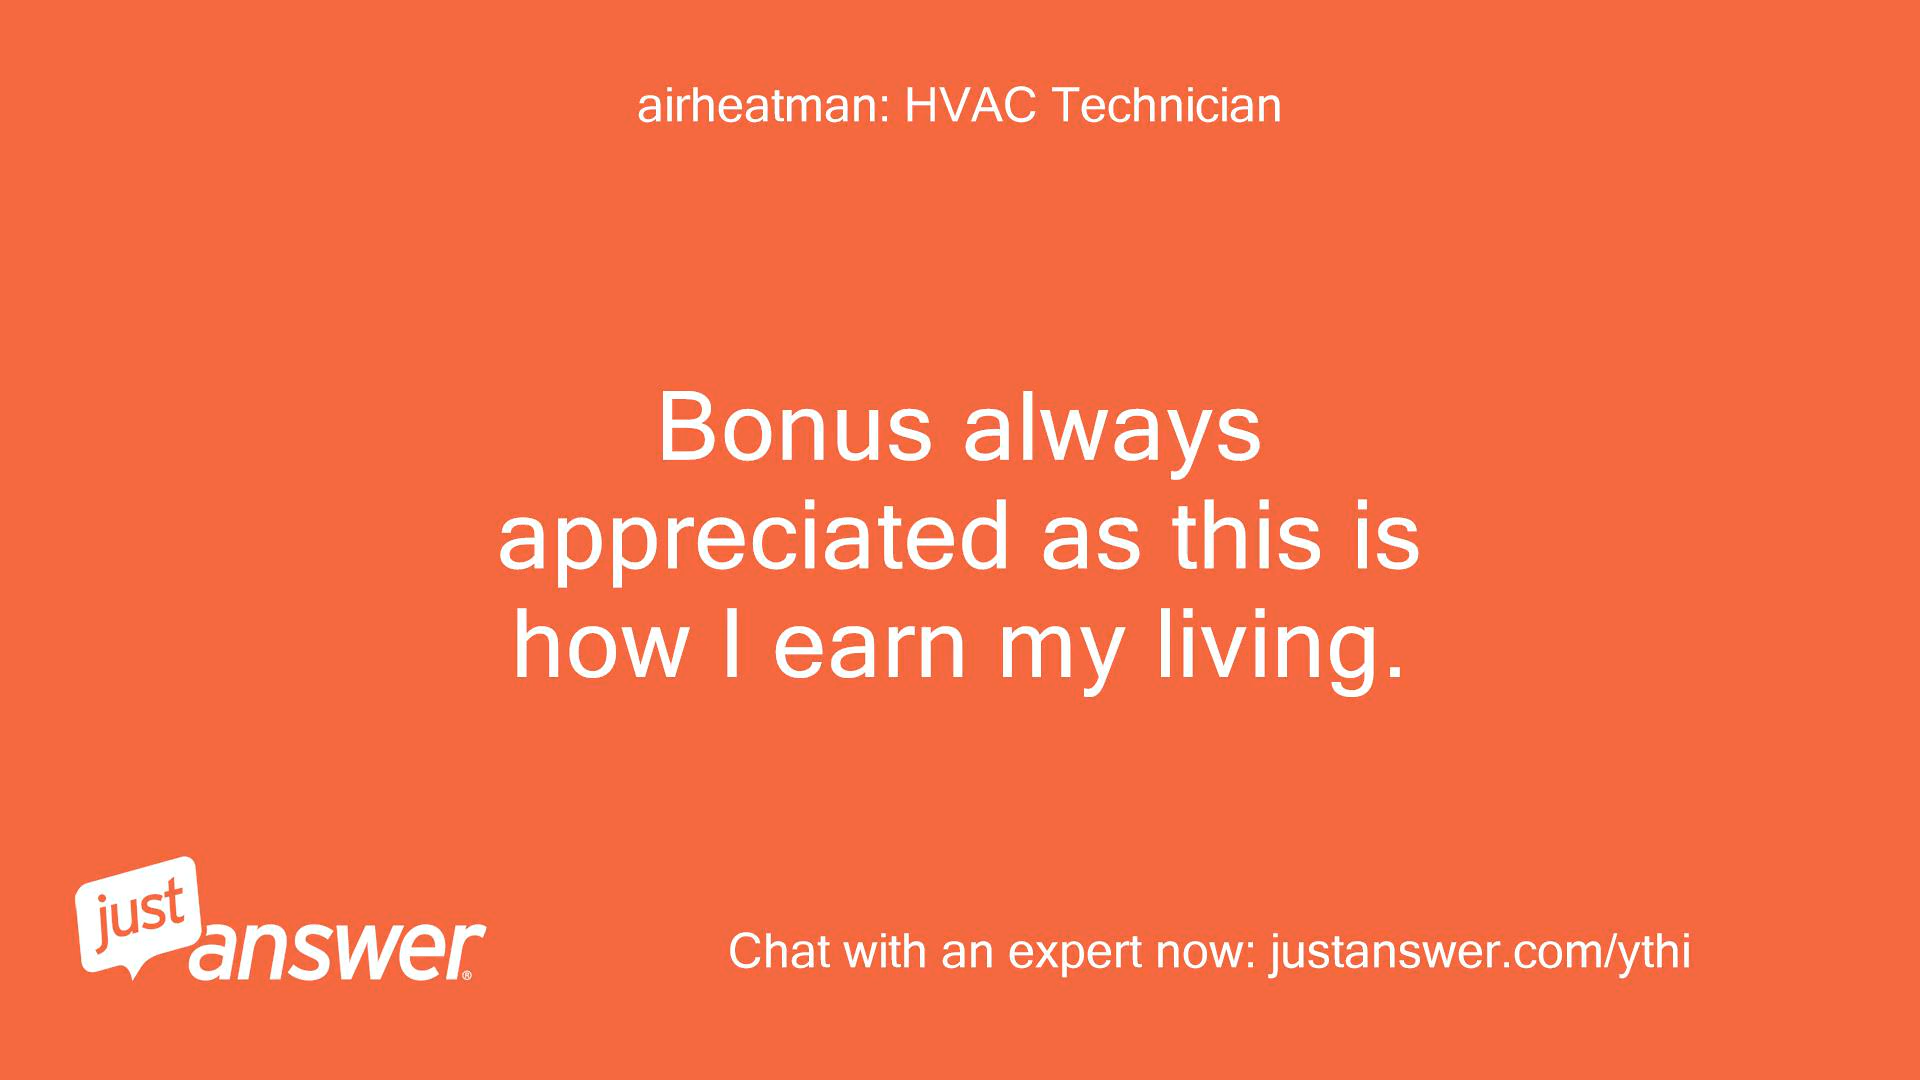 airheatman: HVAC Technician
Bonus always
appreciated as this is
how I earn my living.
just
answer®
Chat with an expert now: justanswer.com/ythi